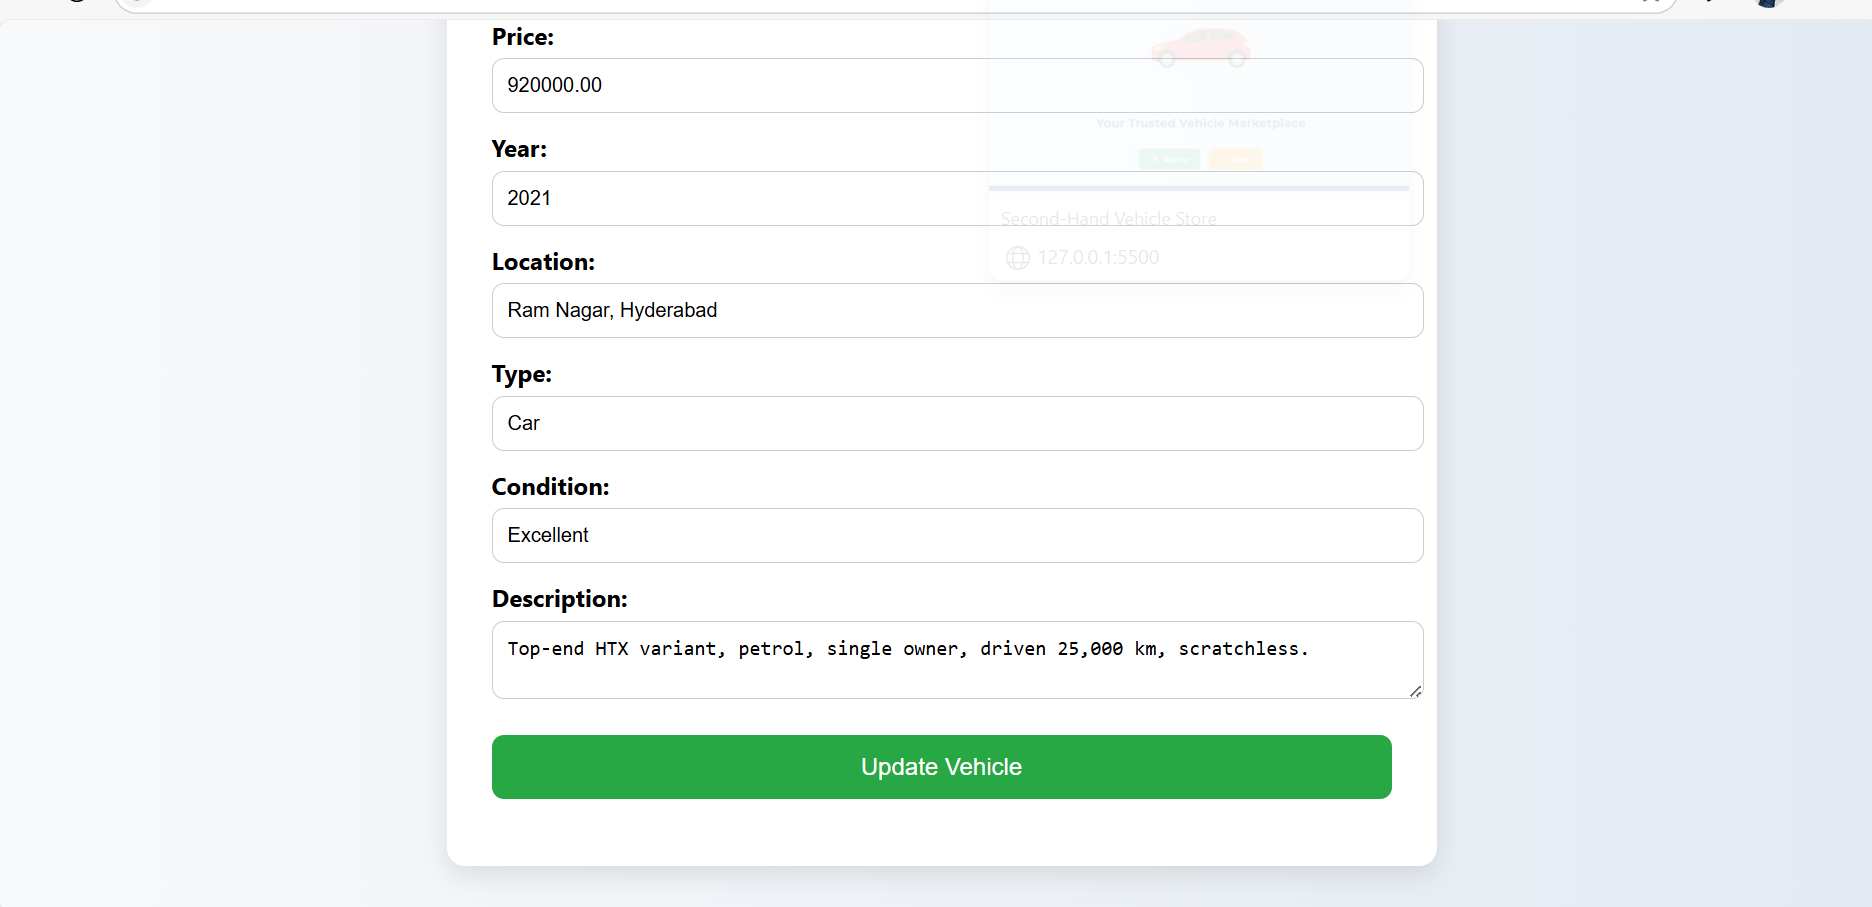 Price:
920000.00
Your Trusted Vehicle Marketplace
Year:
2021
Second-Hand Vehicle Store
127.0.0.1:5500
Location:
Ram Nagar, Hyderabad
Type:
Car
Condition:
Excellent
Description:
Top-end HTX variant, petrol, single owner, driven 25,000 km, scratchless.
Update Vehicle